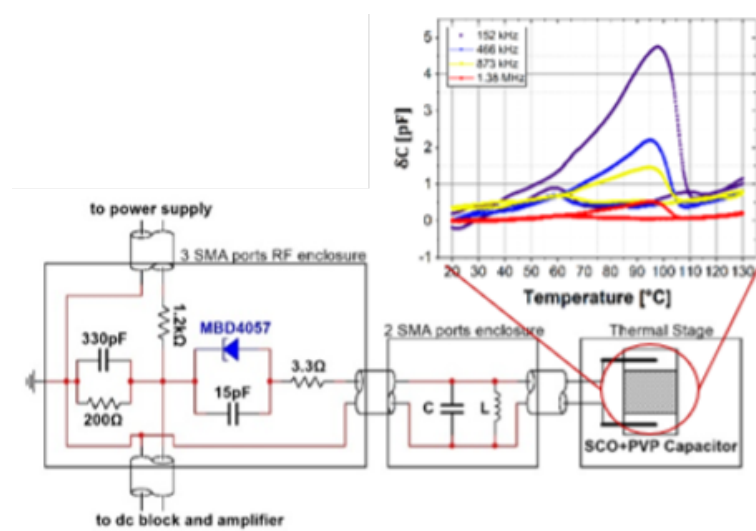 152 kHz
466 kHz
873 kHz
1.38 MHz
5
4
3
2
1
0
-1
δC [pF]
20 30 40 50 60 70 80 90 100 110 120 130
Temperature [°C]
to power supply
3 SMA ports RF enclosure
1.2kΩ
MBD4057
330pF
200Ω
15pF
3.3Ω
2 SMA ports enclosure
C
L
Thermal Stage
SCO+PVP Capacitor
to dc block and amplifier